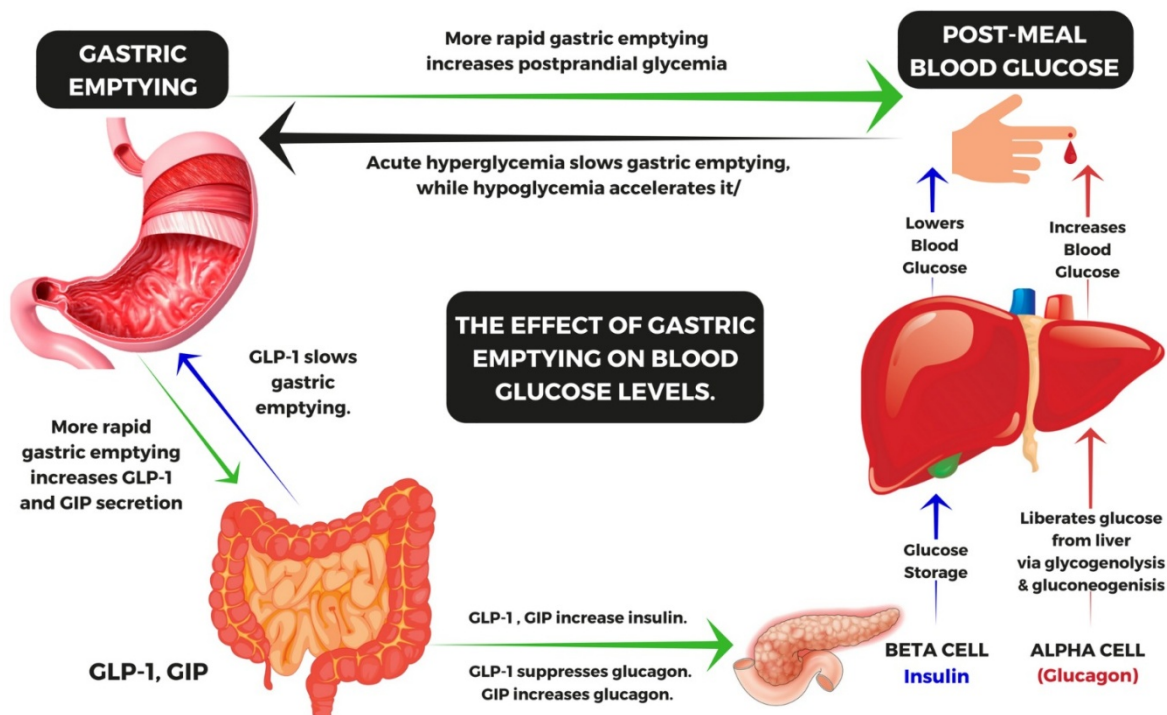 GASTRIC
EMPTYING
More rapid gastric emptying
increases postprandial glycemia
POST-MEAL
BLOOD GLUCOSE
Acute hyperglycemia slows gastric emptying,
while hypoglycemia accelerates it/
Lowers
Blood
Glucose
Increases
Blood
Glucose
THE EFFECT OF GASTRIC
EMPTYING ON BLOOD
GLUCOSE LEVELS.
GLP-1 slows
gastric
emptying.
More rapid
gastric emptying
increases GLP-1
and GIP secretion
Glucose
Storage
Liberates glucose
from liver
via glycogenolysis
& gluconeogenisis
GLP-1, GIP
GLP-1 , GIP increase insulin.
GLP-1 suppresses glucagon.
GIP increases glucagon.
BETA CELL
Insulin
ALPHA CELL
(Glucagon)